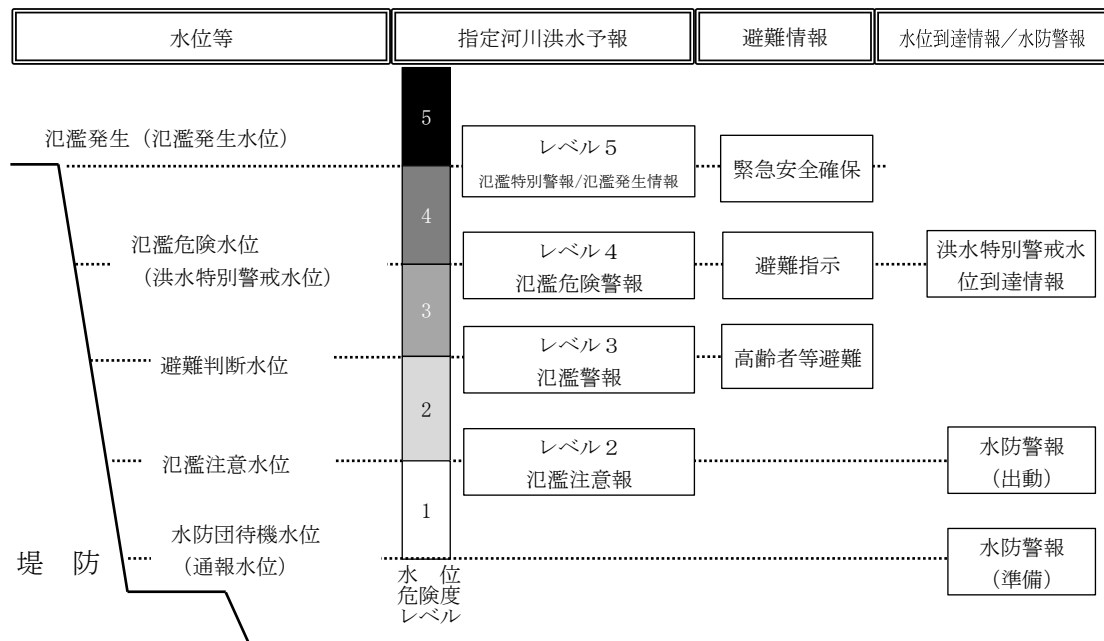 水位等
指定河川洪水予報
避難情報
水位到達情報／水防警報
氾濫発生（氾濫発生水位）
5
レベル５
氾濫特別警報/氾濫発生情報
緊急安全確保
4
氾濫危険水位
（洪水特別警戒水位）
レベル４
氾濫危険警報
避難指示
洪水特別警戒水
位到達情報
3
避難判断水位
レベル３
氾濫警報
高齢者等避難
2
氾濫注意水位
レベル２
氾濫注意報
水防警報
（出動）
1
水防団待機水位
（通報水位）
水防警報
（準備）
堤 防
水 位
危険度
レベル